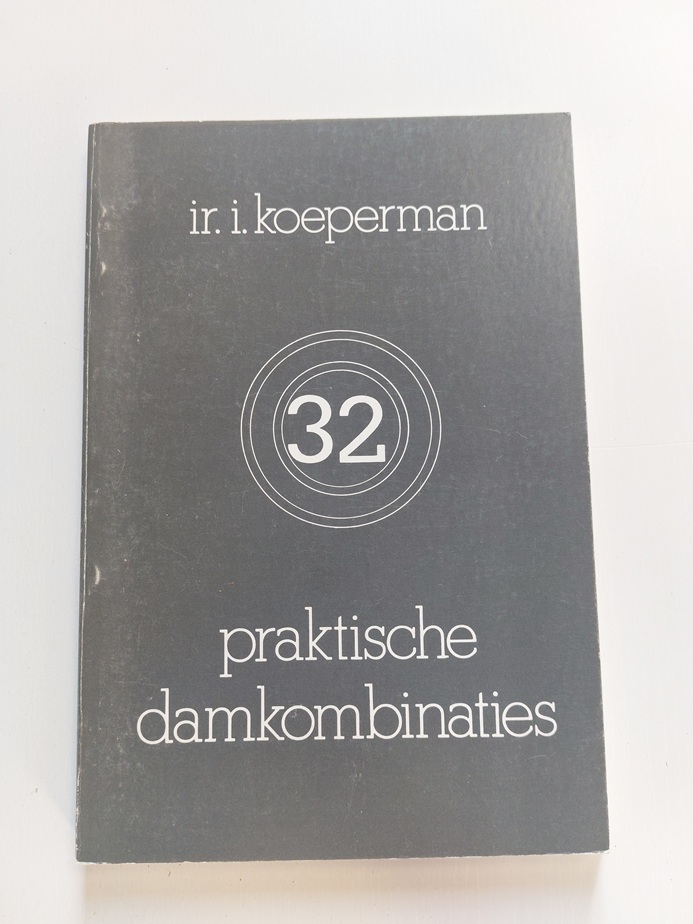 ir. i. koeperman
32
praktische
damkombinaties